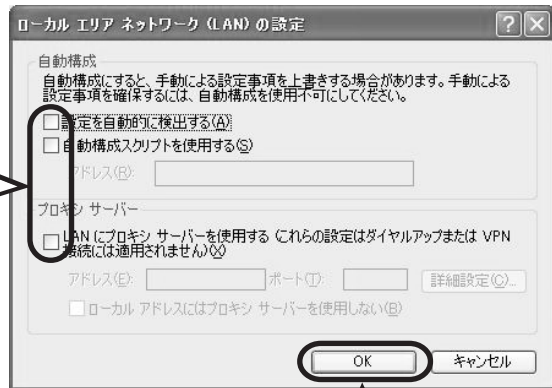 ローカル エリア ネットワーク (LAN) の設定
自動構成
自動構成にすると、手動による設定事項を上書きする場合があります。手動による
設定事項を確保するには、自動構成を使用不可にしてください。
設定を自動的に検出する(A)
自動構成スクリプトを使用する(S)
アドレス(R):
プロキシ サーバー
LAN にプロキシ サーバーを使用する (これらの設定はダイヤルアップまたは VPN
接続には適用されません)(X)
アドレス(E): ポート(T): 詳細設定(C)...
ローカル アドレスにはプロキシ サーバーを使用しない(B)
OK キャンセル